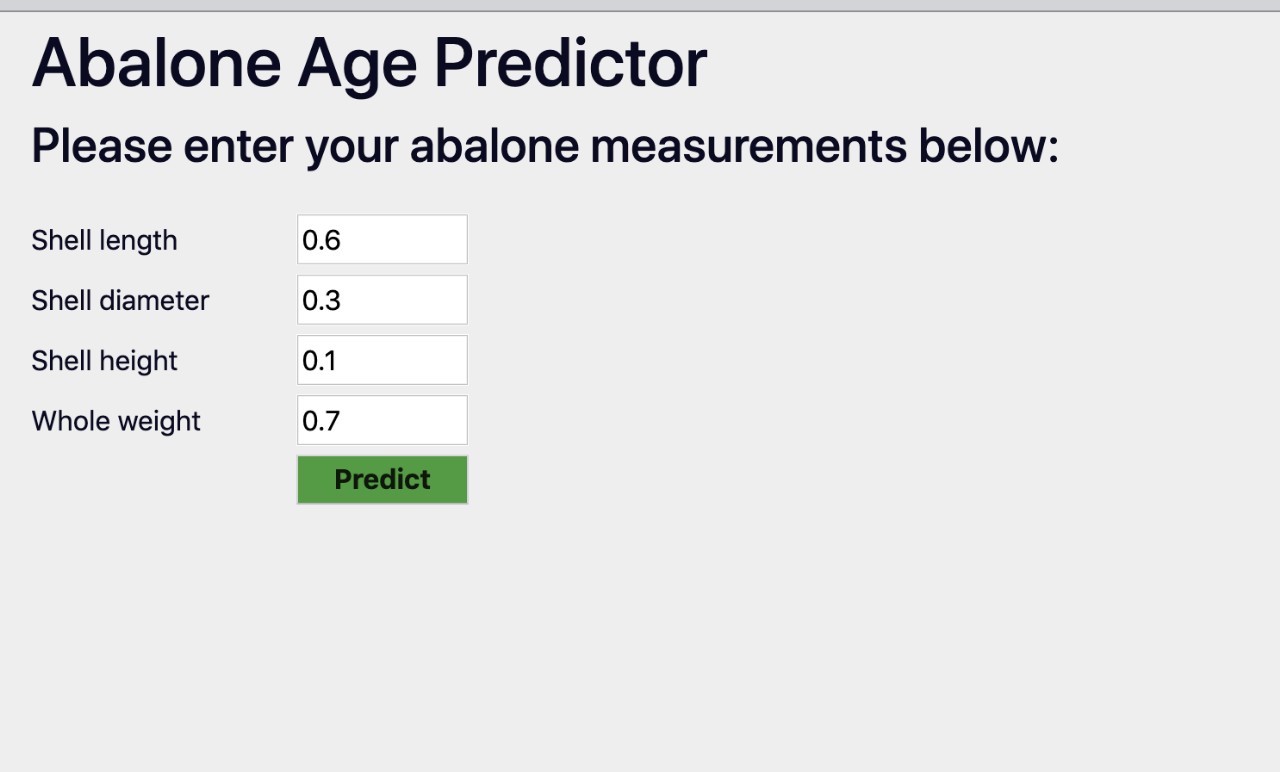 Abalone Age Predictor
Please enter your abalone measurements below:
Shell length 0.6
Shell diameter 0.3
Shell height 0.1
Whole weight 0.7
Predict